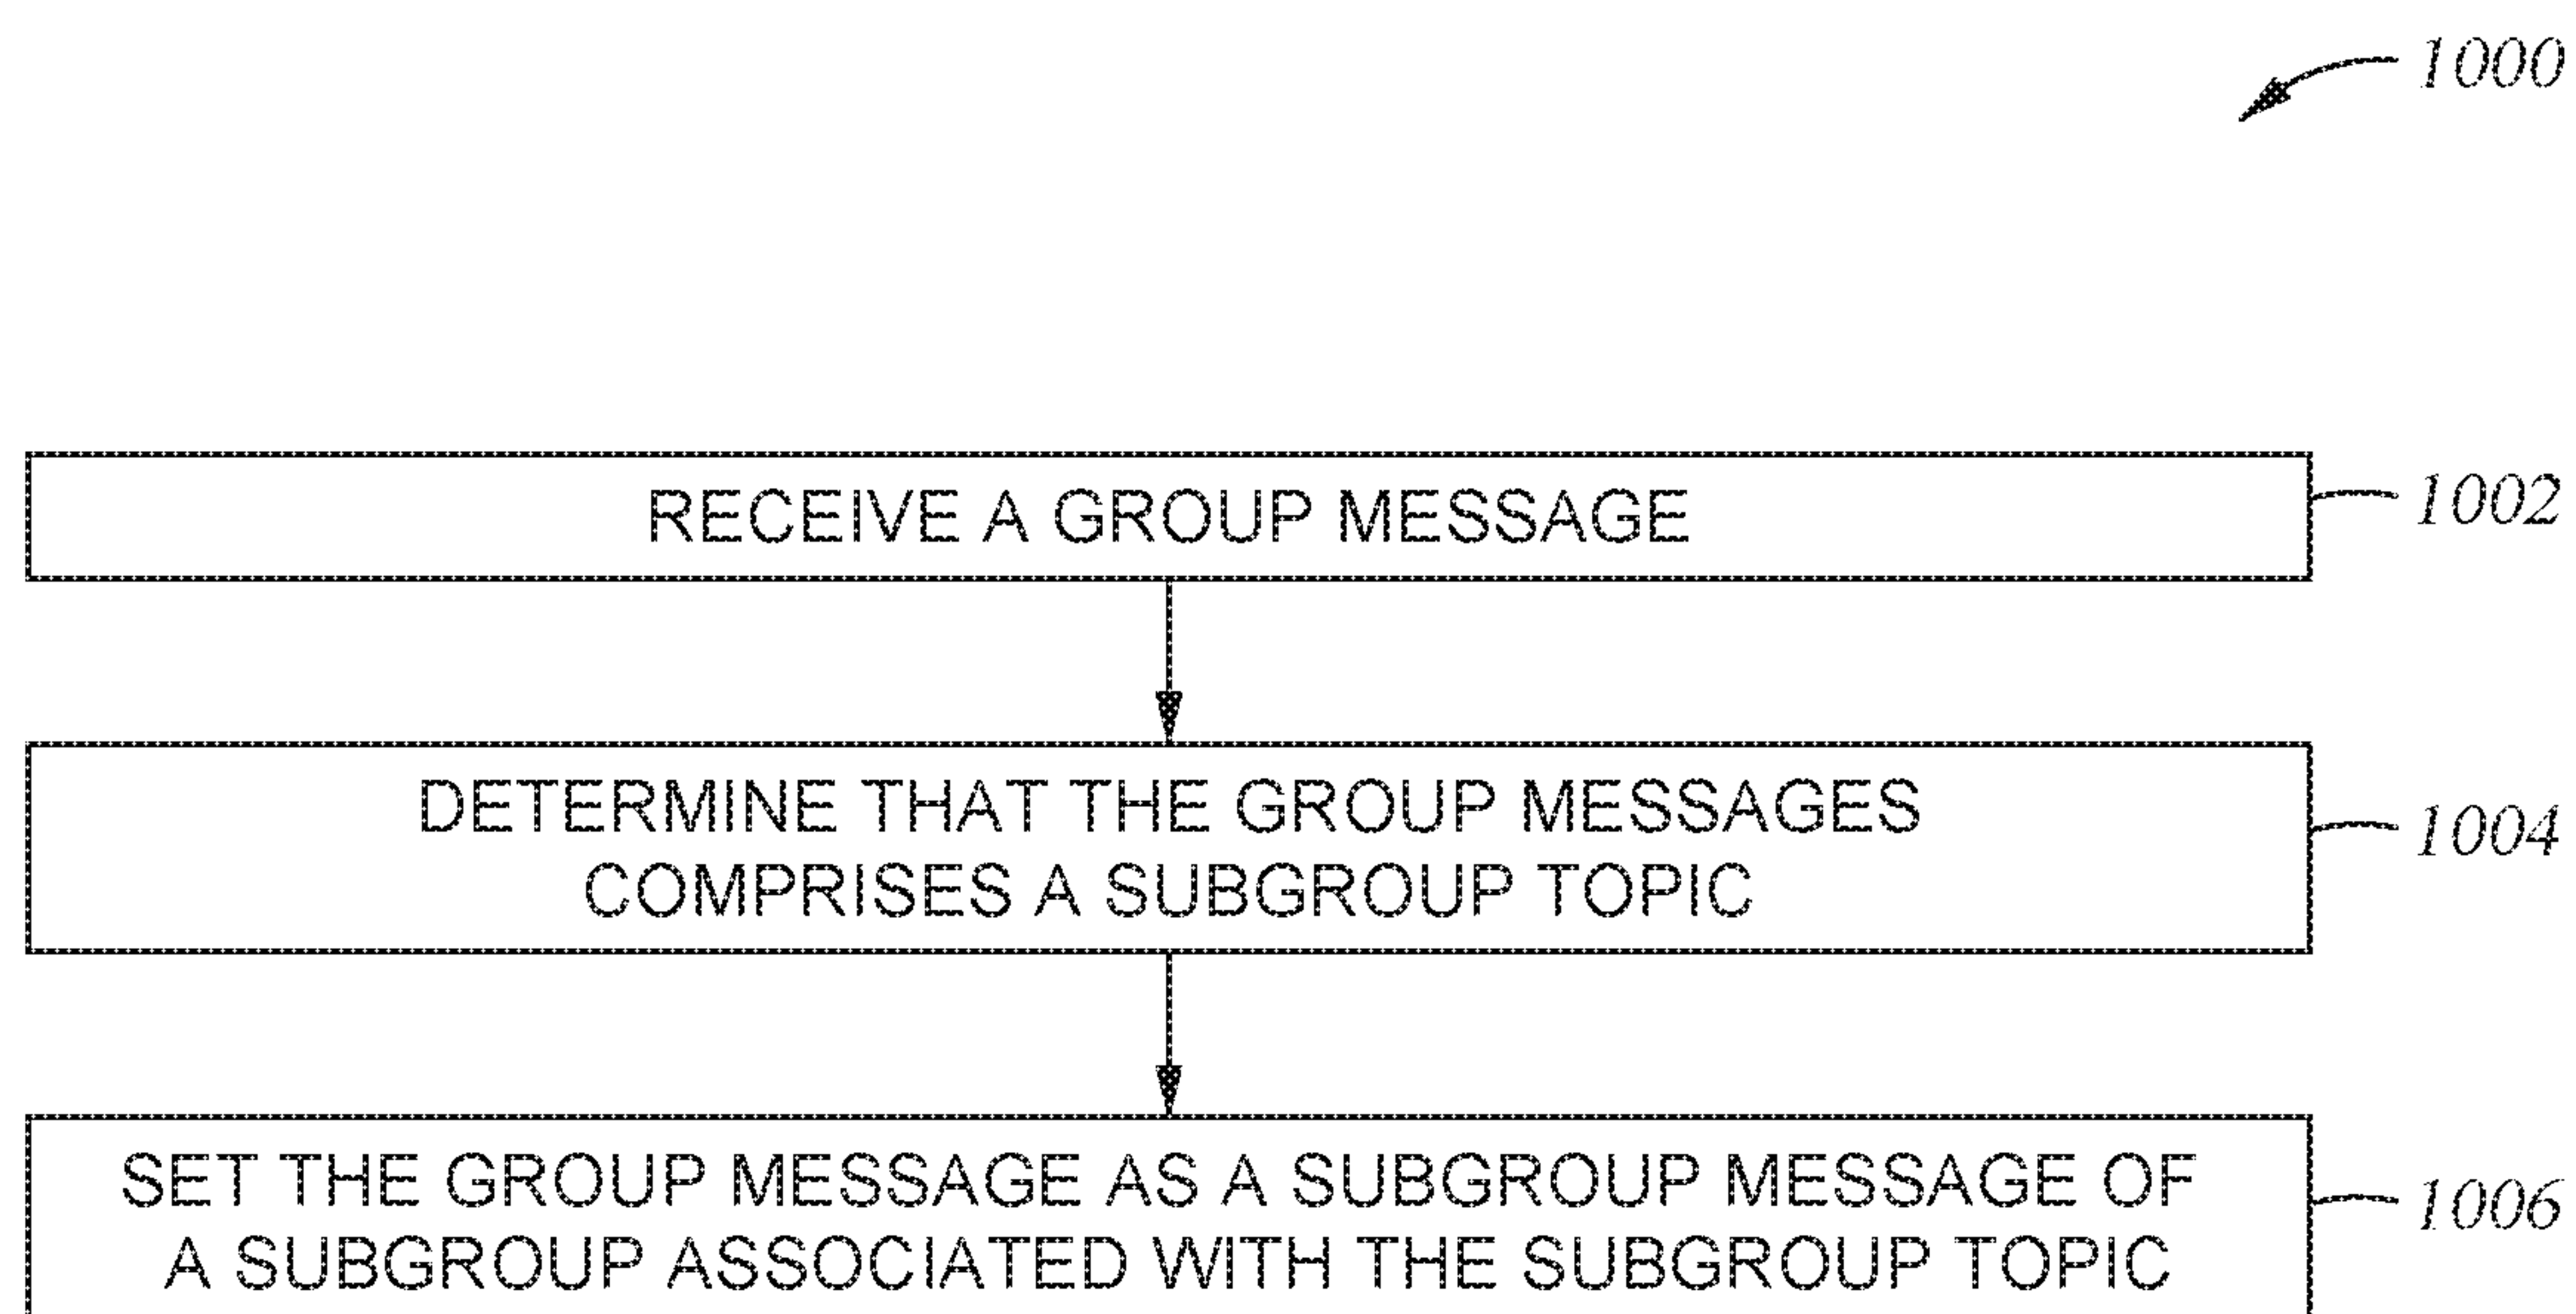 1000
RECEIVE A GROUP MESSAGE
1002
DETERMINE THAT THE GROUP MESSAGES
COMPRISES A SUBGROUP TOPIC
1004
SET THE GROUP MESSAGE AS A SUBGROUP MESSAGE OF
A SUBGROUP ASSOCIATED WITH THE SUBGROUP TOPIC
1006